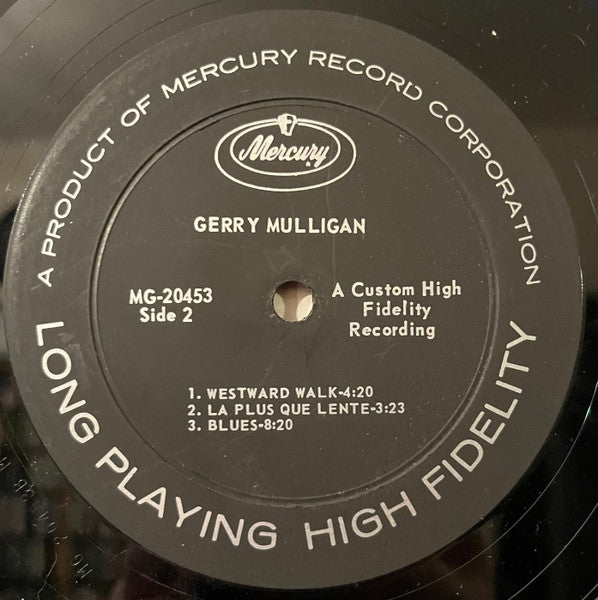 A PRODUCT OF MERCURY RECORD CORPORATION
Mercury
GERRY MULLIGAN
MG-20453
Side 2
A Custom High
Fidelity
Recording
1. WESTWARD WALK-4:20
2. LA PLUS QUE LENTE-3:23
3. BLUES-8:20
LONG PLAYING HIGH FIDELITY